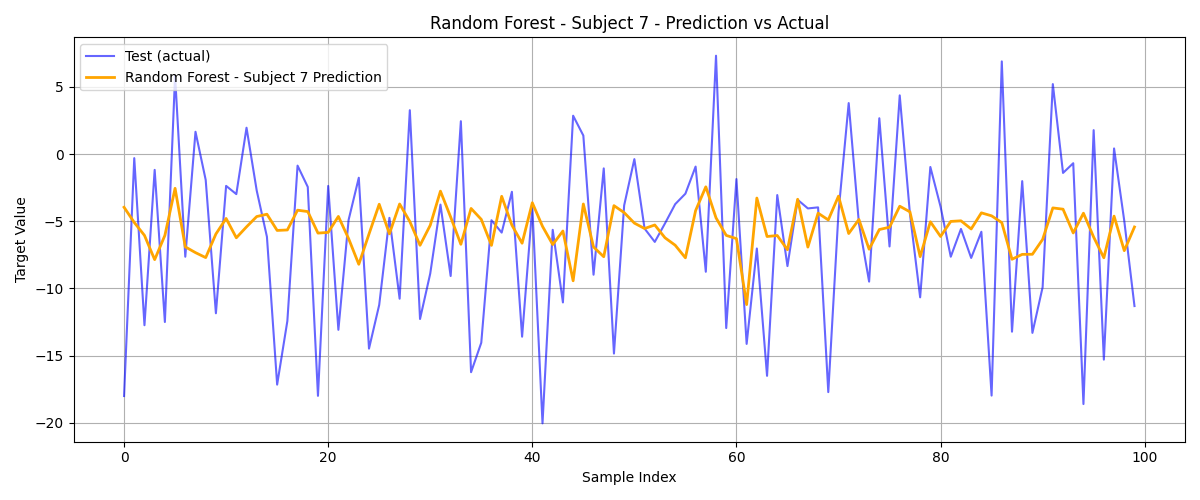 Random Forest - Subject 7 - Prediction vs Actual
Test (actual)
Random Forest - Subject 7 Prediction
Target Value
5
0
−5
−10
−15
−20
0 20 40 60 80 100
Sample Index